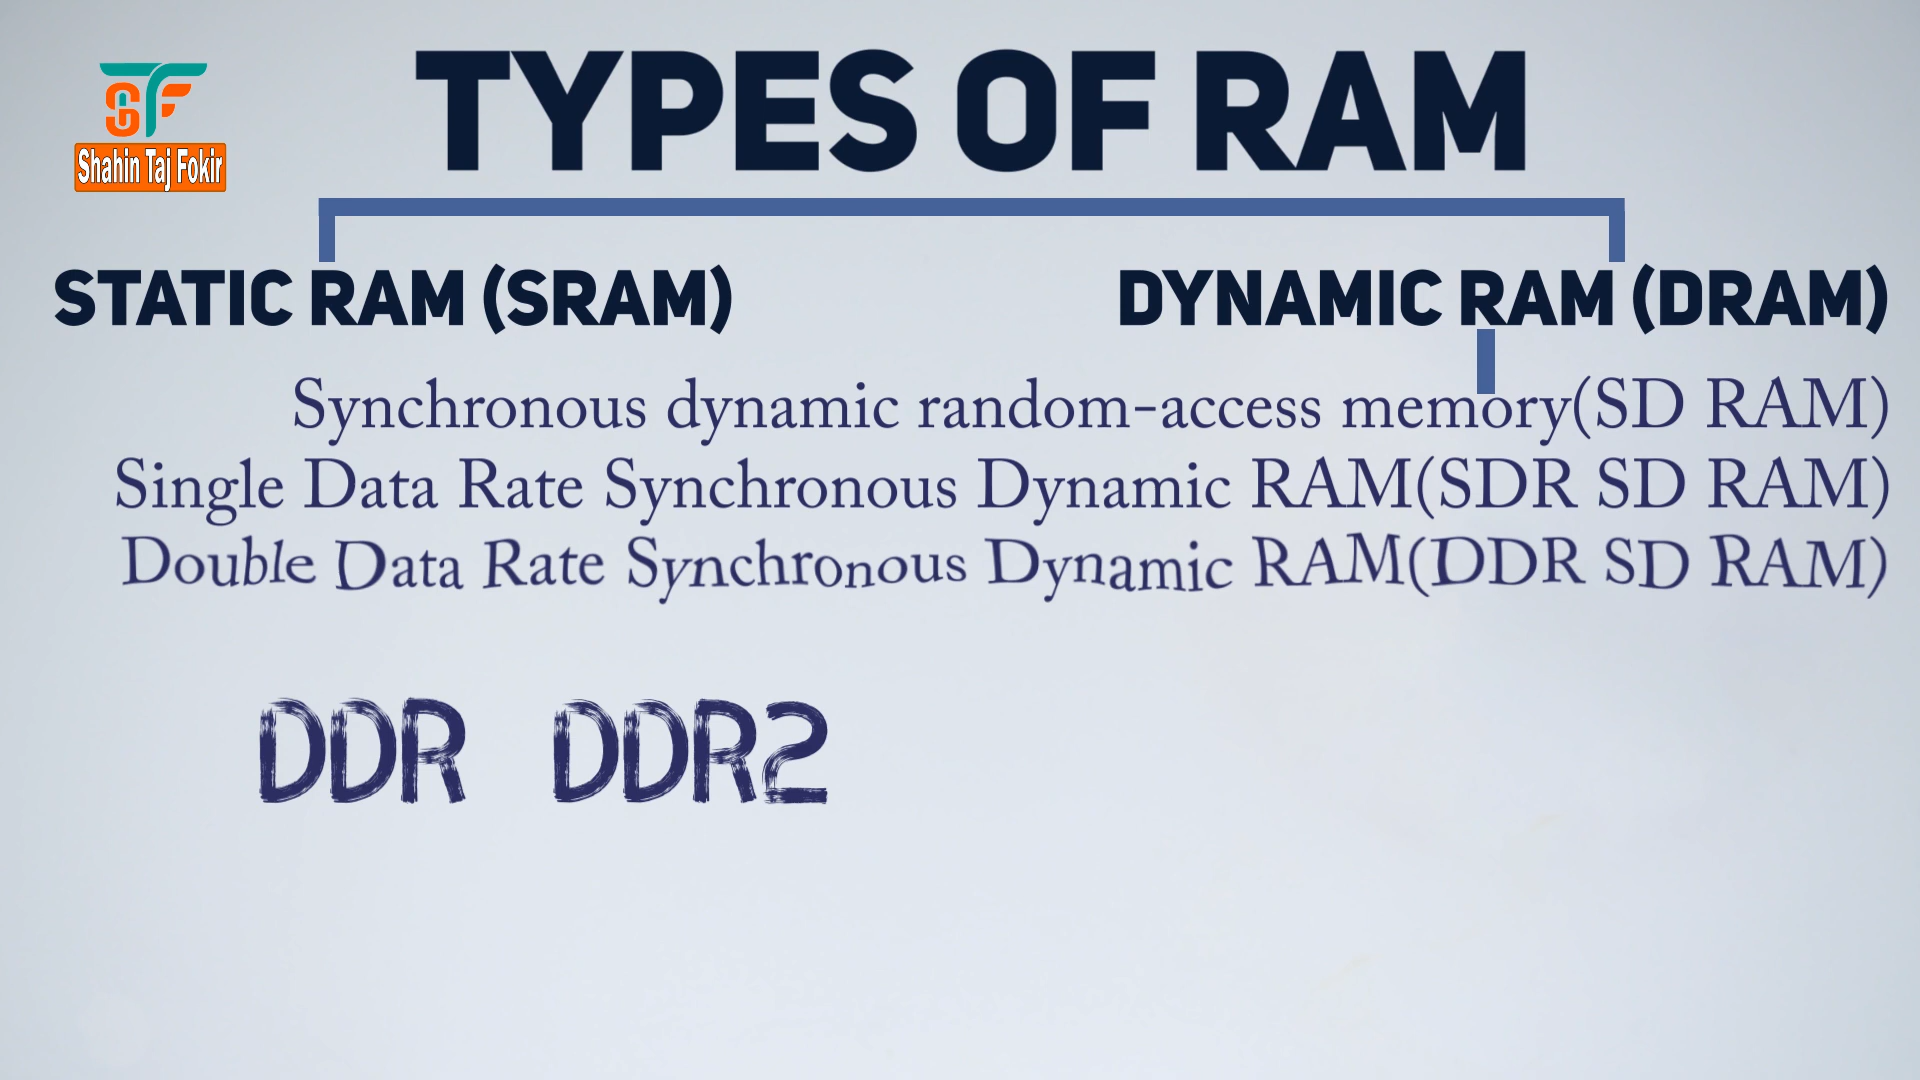 TYPES OF RAM
Shahin Taj Fokir
STATIC RAM (SRAM)
DYNAMIC RAM (DRAM)
Synchronous dynamic random-access memory(SD RAM)
Single Data Rate Synchronous Dynamic RAM(SDR SD RAM)
Double Data Rate Synchronous Dynamic RAM(DDR SD RAM)
DDR DDR2